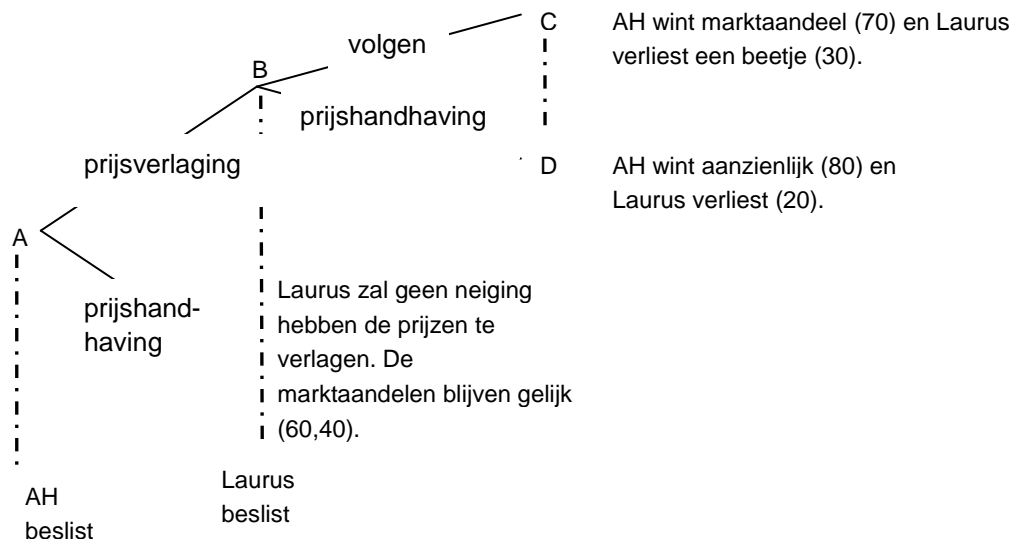 C
AH wint marktaandeel (70) en Laurus
verliest een beetje (30).
volgen
B
prijshandhaving
prijsverlaging
D
AH wint aanzienlijk (80) en
Laurus verliest (20).
A
prijshand-
having
Laurus zal geen neiging
hebben de prijzen te
verlagen. De
marktaandelen blijven gelijk
(60,40).
AH
beslist
Laurus
beslist